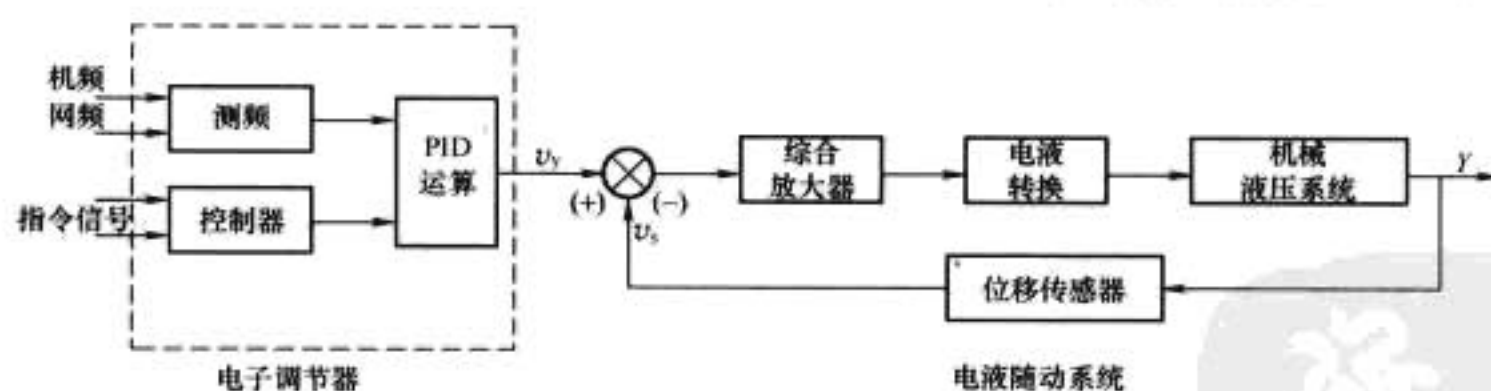 机频
网频
测频
PID
运算
指令信号
控制器
电子调节器
υY
(+)
(-)
υs
综合
放大器
电液
转换
机械
液压系统
Y
位移传感器
电液随动系统